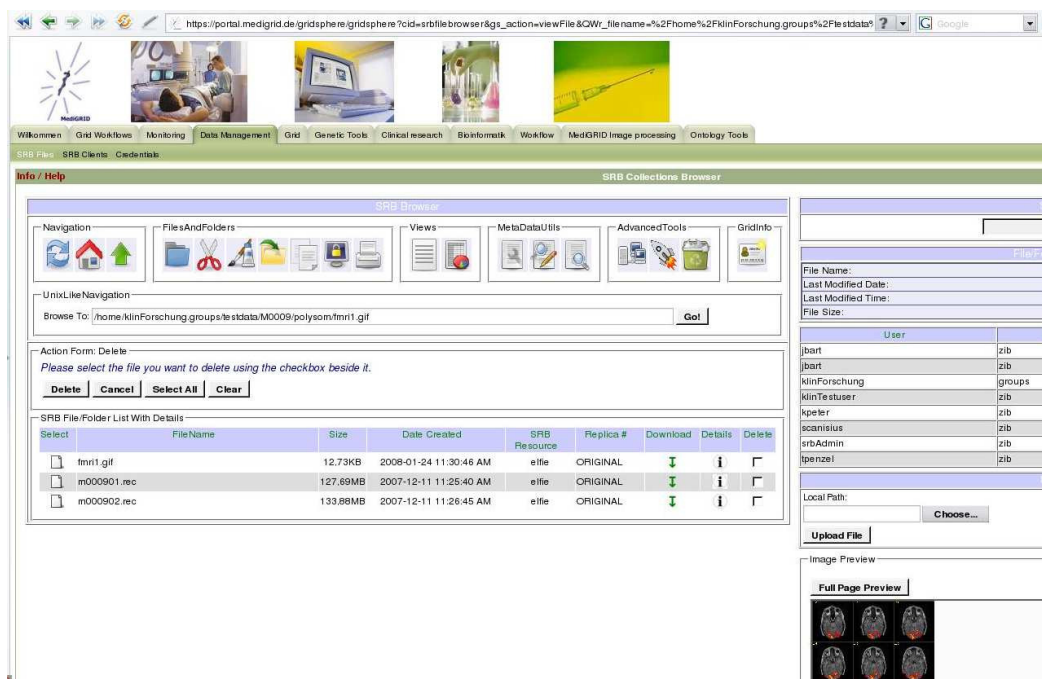 https://portal.medigrid.de/gridsphere/gridsphere?cid=srbfilebrowser&gs_action=viewFile&QWr_filename=%2Fhome%2FklinForschung.groups%2Ftestdata%
? G Google
MediGRID
Willkommen Grid Workflows Monitoring Data Management Grid Genetic Tools Clinical research Bioinformatik Workflow MediGRID Image processing Ontology Tools
SRB Files SRB Clients Credentials
Info / Help SRB Collections Browser
SRB Browser
Navigation FilesAndFolders Views MetaDataUtils AdvancedTools GridInfo
UnixLikeNavigation
Browse To: /home/klinForschung.groups/testdata/M0009/polysom/fmri1.gif Go!
Action Form: Delete
Please select the file you want to delete using the checkbox beside it.
Delete Cancel Select All Clear
SRB File/Folder List With Details
Select FileName Size Date Created SRB Resource Replica # Download Details Delete
fmri1.gif 12,73KB 2008-01-24 11:30:46 AM elfie ORIGINAL
m000901.rec 127,69MB 2007-12-11 11:25:40 AM elfie ORIGINAL
m000902.rec 133,88MB 2007-12-11 11:26:45 AM elfie ORIGINAL
File Name:
Last Modified Date:
Last Modified Time:
File Size:
User
jbart zib
jbart zib
klinForschung groups
klinTestuser zib
kpeter zib
scanisius zib
srbAdmin zib
tpenzel zib
Local Path:
Choose...
Upload File
Image Preview
Full Page Preview